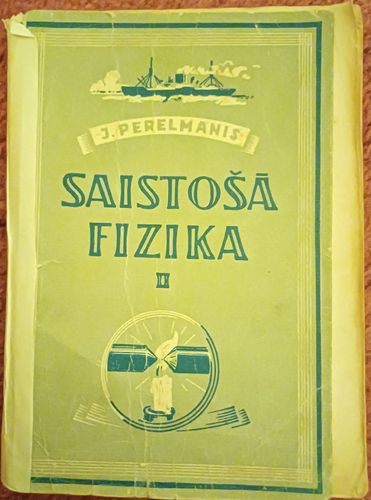 J. PERELMANIS
SAISTOŠĀ
FIZIKA
II